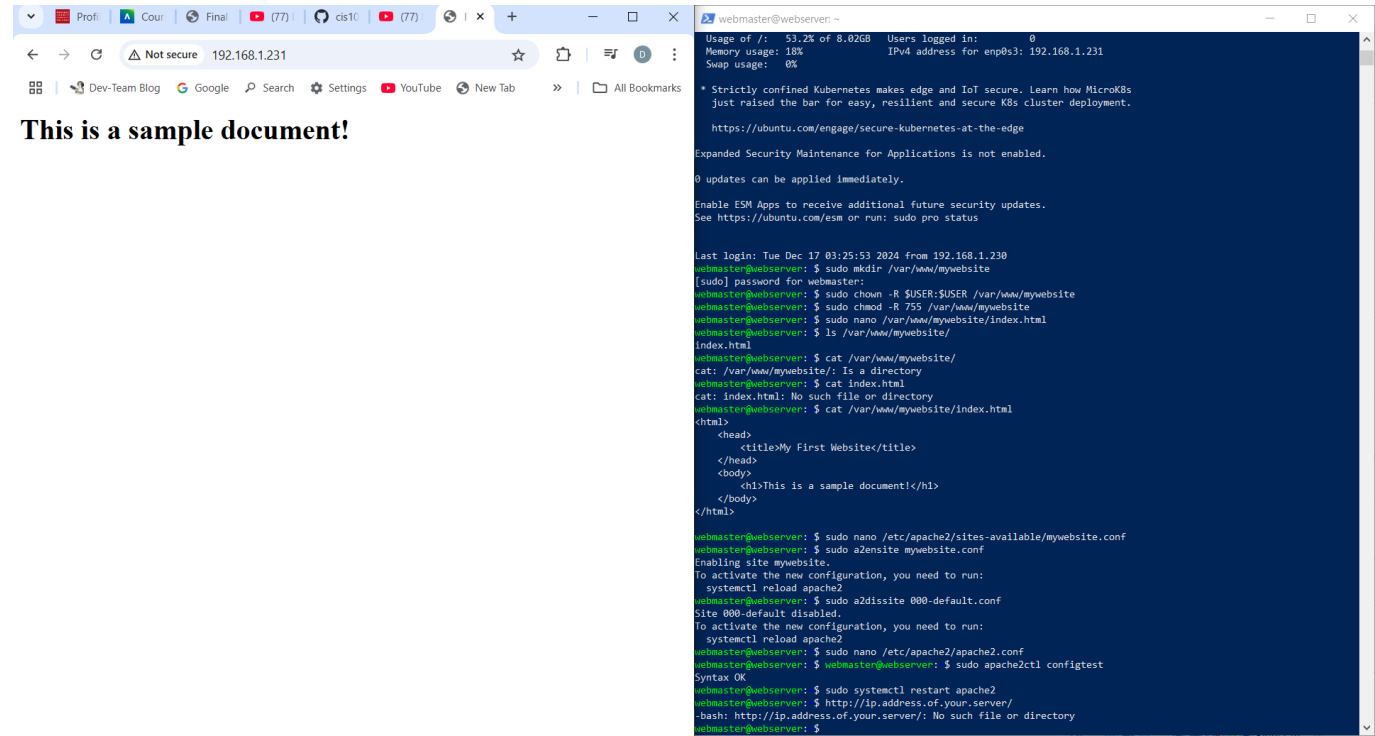 Profi
Cour
Final
(77)
cis10
(77)
Not secure 192.168.1.231
D
Dev-Team Blog Google Search Settings YouTube New Tab » All Bookmarks
This is a sample document!
webmaster@webserver: ~
Usage of /: 53.2% of 8.02GB Users logged in: 0
Memory usage: 18% IPv4 address for enp0s3: 192.168.1.231
Swap usage: 0%
* Strictly confined Kubernetes makes edge and IoT secure. Learn how MicroK8s
just raised the bar for easy, resilient and secure K8s cluster deployment.
https://ubuntu.com/engage/secure-kubernetes-at-the-edge
Expanded Security Maintenance for Applications is not enabled.
0 updates can be applied immediately.
Enable ESM Apps to receive additional future security updates.
See https://ubuntu.com/esm or run: sudo pro status
Last login: Tue Dec 17 03:25:53 2024 from 192.168.1.230
webmaster@webserver: $ sudo mkdir /var/www/mywebsite
[sudo] password for webmaster:
webmaster@webserver: $ sudo chown -R $USER:$USER /var/www/mywebsite
webmaster@webserver: $ sudo chmod -R 755 /var/www/mywebsite
webmaster@webserver: $ sudo nano /var/www/mywebsite/index.html
webmaster@webserver: $ ls /var/www/mywebsite/
index.html
webmaster@webserver: $ cat /var/www/mywebsite/
cat: /var/www/mywebsite/: Is a directory
webmaster@webserver: $ cat index.html
cat: index.html: No such file or directory
webmaster@webserver: $ cat /var/www/mywebsite/index.html
<html>
<head>
<title>My First Website</title>
</head>
<body>
<h1>This is a sample document!</h1>
</body>
</html>
webmaster@webserver: $ sudo nano /etc/apache2/sites-available/mywebsite.conf
webmaster@webserver: $ sudo a2ensite mywebsite.conf
Enabling site mywebsite.
To activate the new configuration, you need to run:
systemctl reload apache2
webmaster@webserver: $ sudo a2dissite 000-default.conf
Site 000-default disabled.
To activate the new configuration, you need to run:
systemctl reload apache2
webmaster@webserver: $ sudo nano /etc/apache2/apache2.conf
webmaster@webserver: $ webmaster@webserver: $ sudo apache2ctl configtest
Syntax OK
webmaster@webserver: $ sudo systemctl restart apache2
webmaster@webserver: $ http://ip.address.of.your.server/
-bash: http://ip.address.of.your.server/: No such file or directory
webmaster@webserver: $